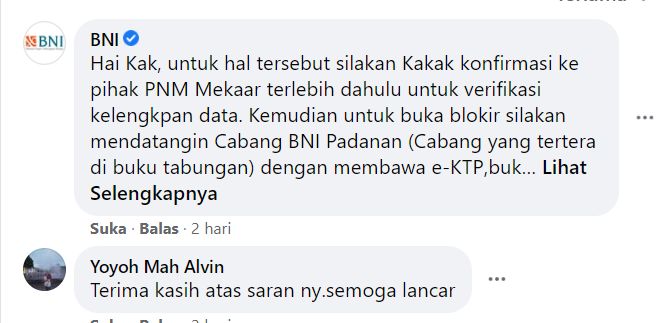 BNI
BNI
Hai Kak, untuk hal tersebut silakan Kakak konfirmasi ke
pihak PNM Mekaar terlebih dahulu untuk verifikasi
kelengkpan data. Kemudian untuk buka blokir silakan
mendatangin Cabang BNI Padanan (Cabang yang tertera
di buku tabungan) dengan membawa e-KTP,buk... Lihat
Selengkapnya
Suka · Balas · 2 hari
Yoyoh Mah Alvin
Terima kasih atas saran ny.semoga lancar